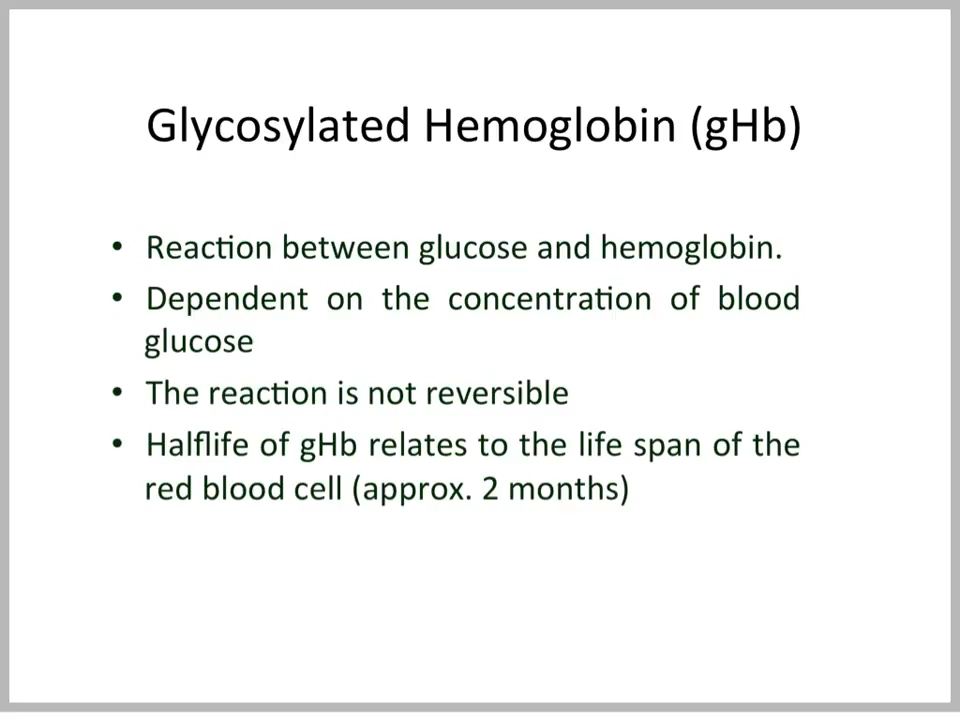 Glycosylated Hemoglobin (gHb)
• Reaction between glucose and hemoglobin.
• Dependent on the concentration of blood
glucose
• The reaction is not reversible
• Halflife of gHb relates to the life span of the
red blood cell (approx. 2 months)